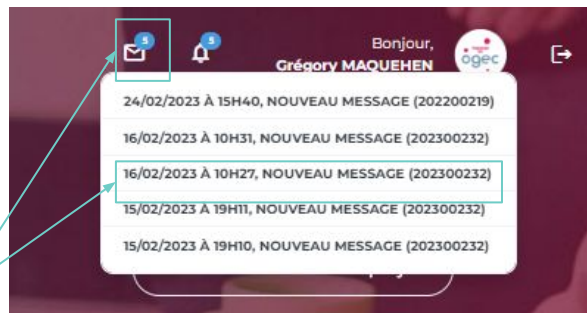 5
5
Bonjour,
Grégory MAQUEHEN
ogec
24/02/2023 À 15H40, NOUVEAU MESSAGE (202200219)
16/02/2023 À 10H31, NOUVEAU MESSAGE (202300232)
16/02/2023 À 10H27, NOUVEAU MESSAGE (202300232)
15/02/2023 À 19H11, NOUVEAU MESSAGE (202300232)
15/02/2023 À 19H10, NOUVEAU MESSAGE (202300232)